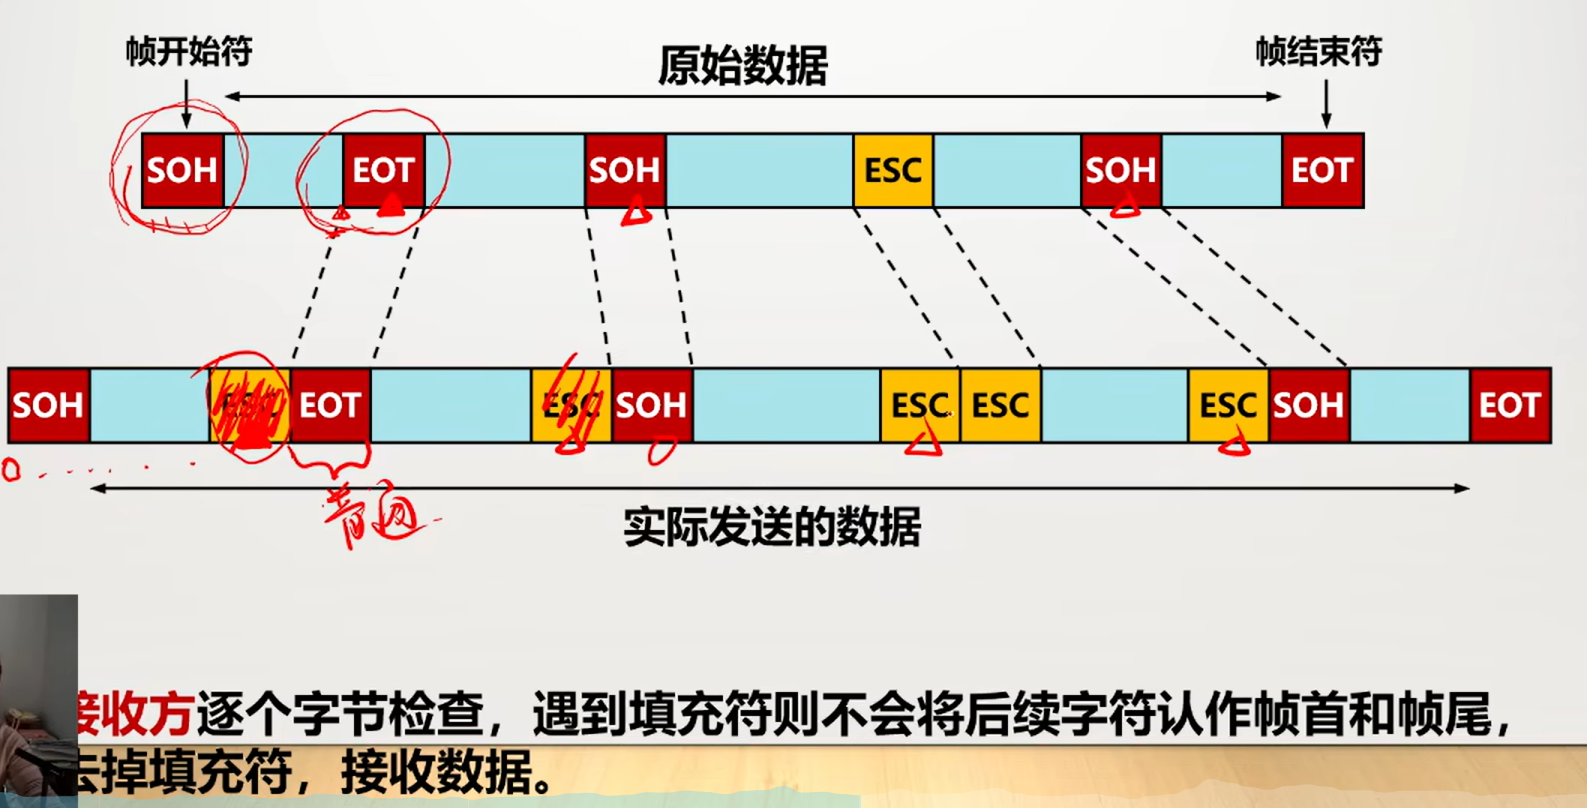 帧开始符 原始数据 帧结束符
SOH EOT SOH ESC SOH EOT
SOH ESC EOT ESC SOH ESC ESC ESC SOH EOT
普通
实际发送的数据
接收方逐个字节检查，遇到填充符则不会将后续字符认作帧首和帧尾，
去掉填充符，接收数据。